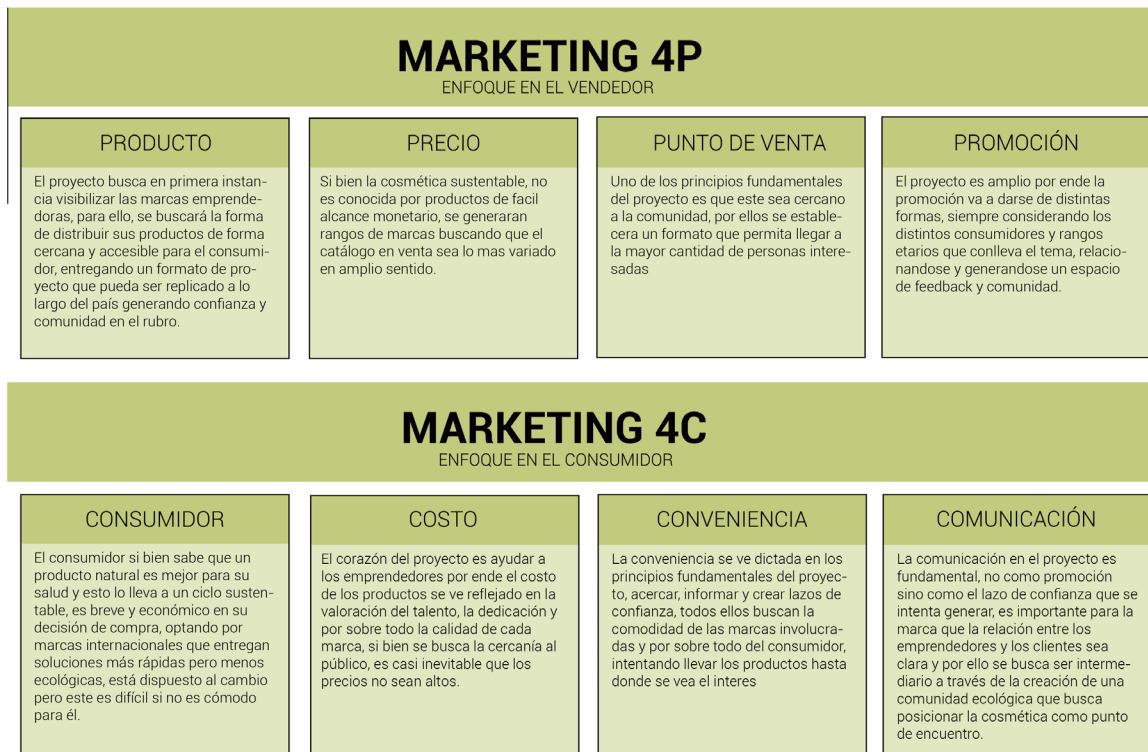 MARKETING 4P
ENFOQUE EN EL VENDEDOR
PRODUCTO
El proyecto busca en primera instan-
cia visibilizar las marcas emprende-
doras, para ello, se buscará la forma
de distribuir sus productos de forma
cercana y accesible para el consumi-
dor, entregando un formato de pro-
yecto que pueda ser replicado a lo
largo del país generando confianza y
comunidad en el rubro.
PRECIO
Si bien la cosmética sustentable, no
es conocida por productos de facil
alcance monetario, se generaran
rangos de marcas buscando que el
catálogo en venta sea lo mas variado
en amplio sentido.
PUNTO DE VENTA
Uno de los principios fundamentales
del proyecto es que este sea cercano
a la comunidad, por ellos se estable-
cera un formato que permita llegar a
la mayor cantidad de personas intere-
sadas
PROMOCIÓN
El proyecto es amplio por ende la
promoción va a darse de distintas
formas, siempre considerando los
distintos consumidores y rangos
etarios que conlleva el tema, relacio-
nandose y generandose un espacio
de feedback y comunidad.
MARKETING 4C
ENFOQUE EN EL CONSUMIDOR
CONSUMIDOR
El consumidor si bien sabe que un
producto natural es mejor para su
salud y esto lo lleva a un ciclo susten-
table, es breve y económico en su
decisión de compra, optando por
marcas internacionales que entregan
soluciones más rápidas pero menos
ecológicas, está dispuesto al cambio
pero este es difícil si no es cómodo
para él.
COSTO
El corazón del proyecto es ayudar a
los emprendedores por ende el costo
de los productos se ve reflejado en la
valoración del talento, la dedicación y
por sobre todo la calidad de cada
marca, si bien se busca la cercanía al
público, es casi inevitable que los
precios no sean altos.
CONVENIENCIA
La conveniencia se ve dictada en los
principios fundamentales del proyec-
to, acercar, informar y crear lazos de
confianza, todos ellos buscan la
comodidad de las marcas involucra-
das y por sobre todo del consumidor,
intentando llevar los productos hasta
donde se vea el interes
COMUNICACIÓN
La comunicación en el proyecto es
fundamental, no como promoción
sino como el lazo de confianza que se
intenta generar, es importante para la
marca que la relación entre los
emprendedores y los clientes sea
clara y por ello se busca ser interme-
diario a través de la creación de una
comunidad ecológica que busca
posicionar la cosmética como punto
de encuentro.